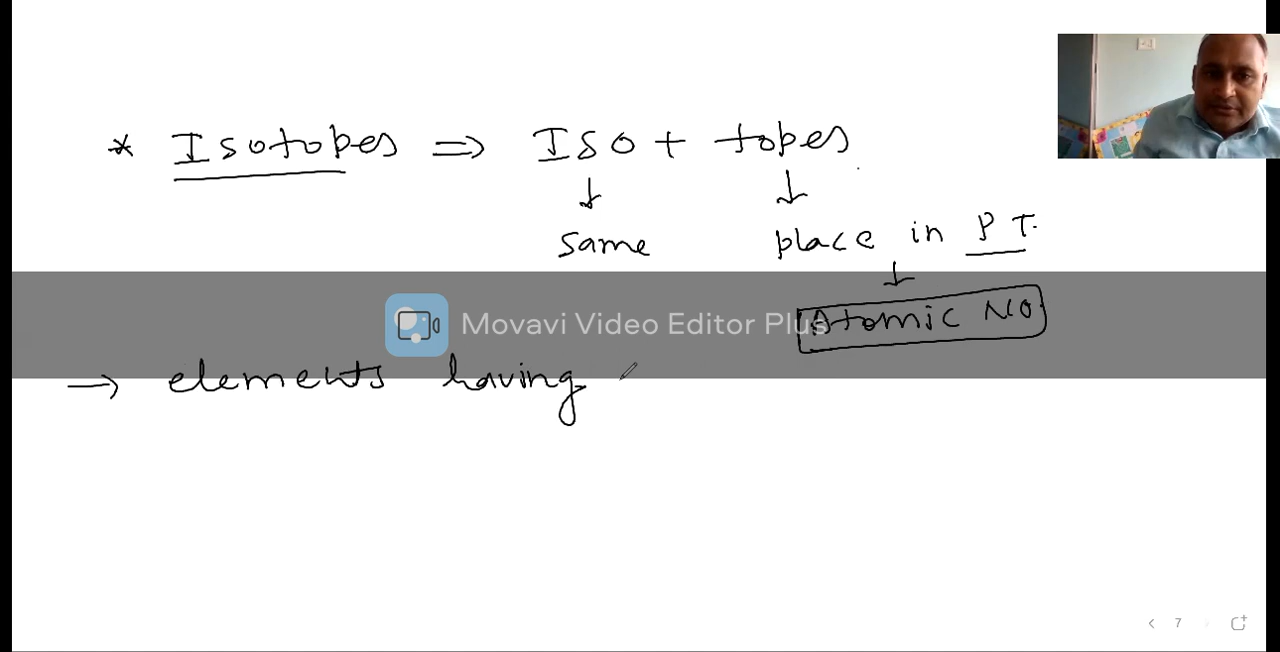 * Isotopes ⇒ ISO + topes
↓ ↓
same place in P T.
↓
Atomic NO
Movavi Video Editor Plus
→ elements having
< 7